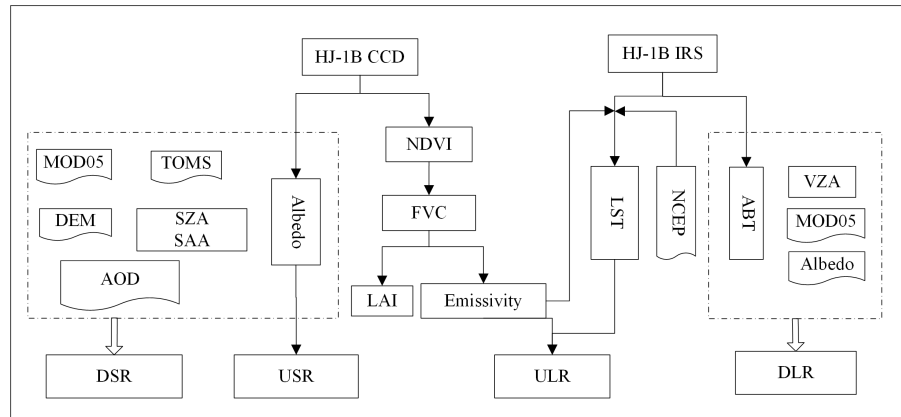 HJ-1B CCD
HJ-1B IRS
NDVI
MOD05
TOMS
Albedo
FVC
LST
NCEP
ABT
VZA
DEM
SZA
SAA
MOD05
AOD
Albedo
LAI
Emissivity
DSR
USR
ULR
DLR